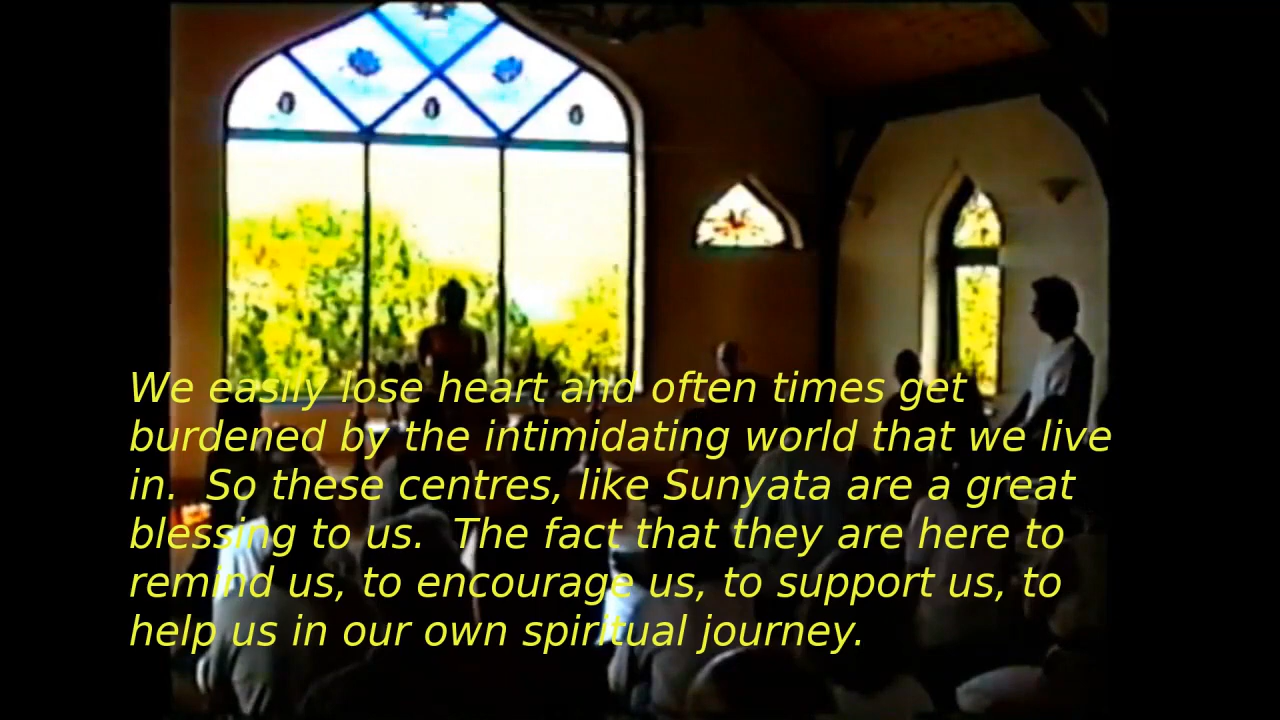 We easily lose heart and often times get
burdened by the intimidating world that we live
in.  So these centres, like Sunyata are a great
blessing to us.  The fact that they are here to
remind us, to encourage us, to support us, to
help us in our own spiritual journey.